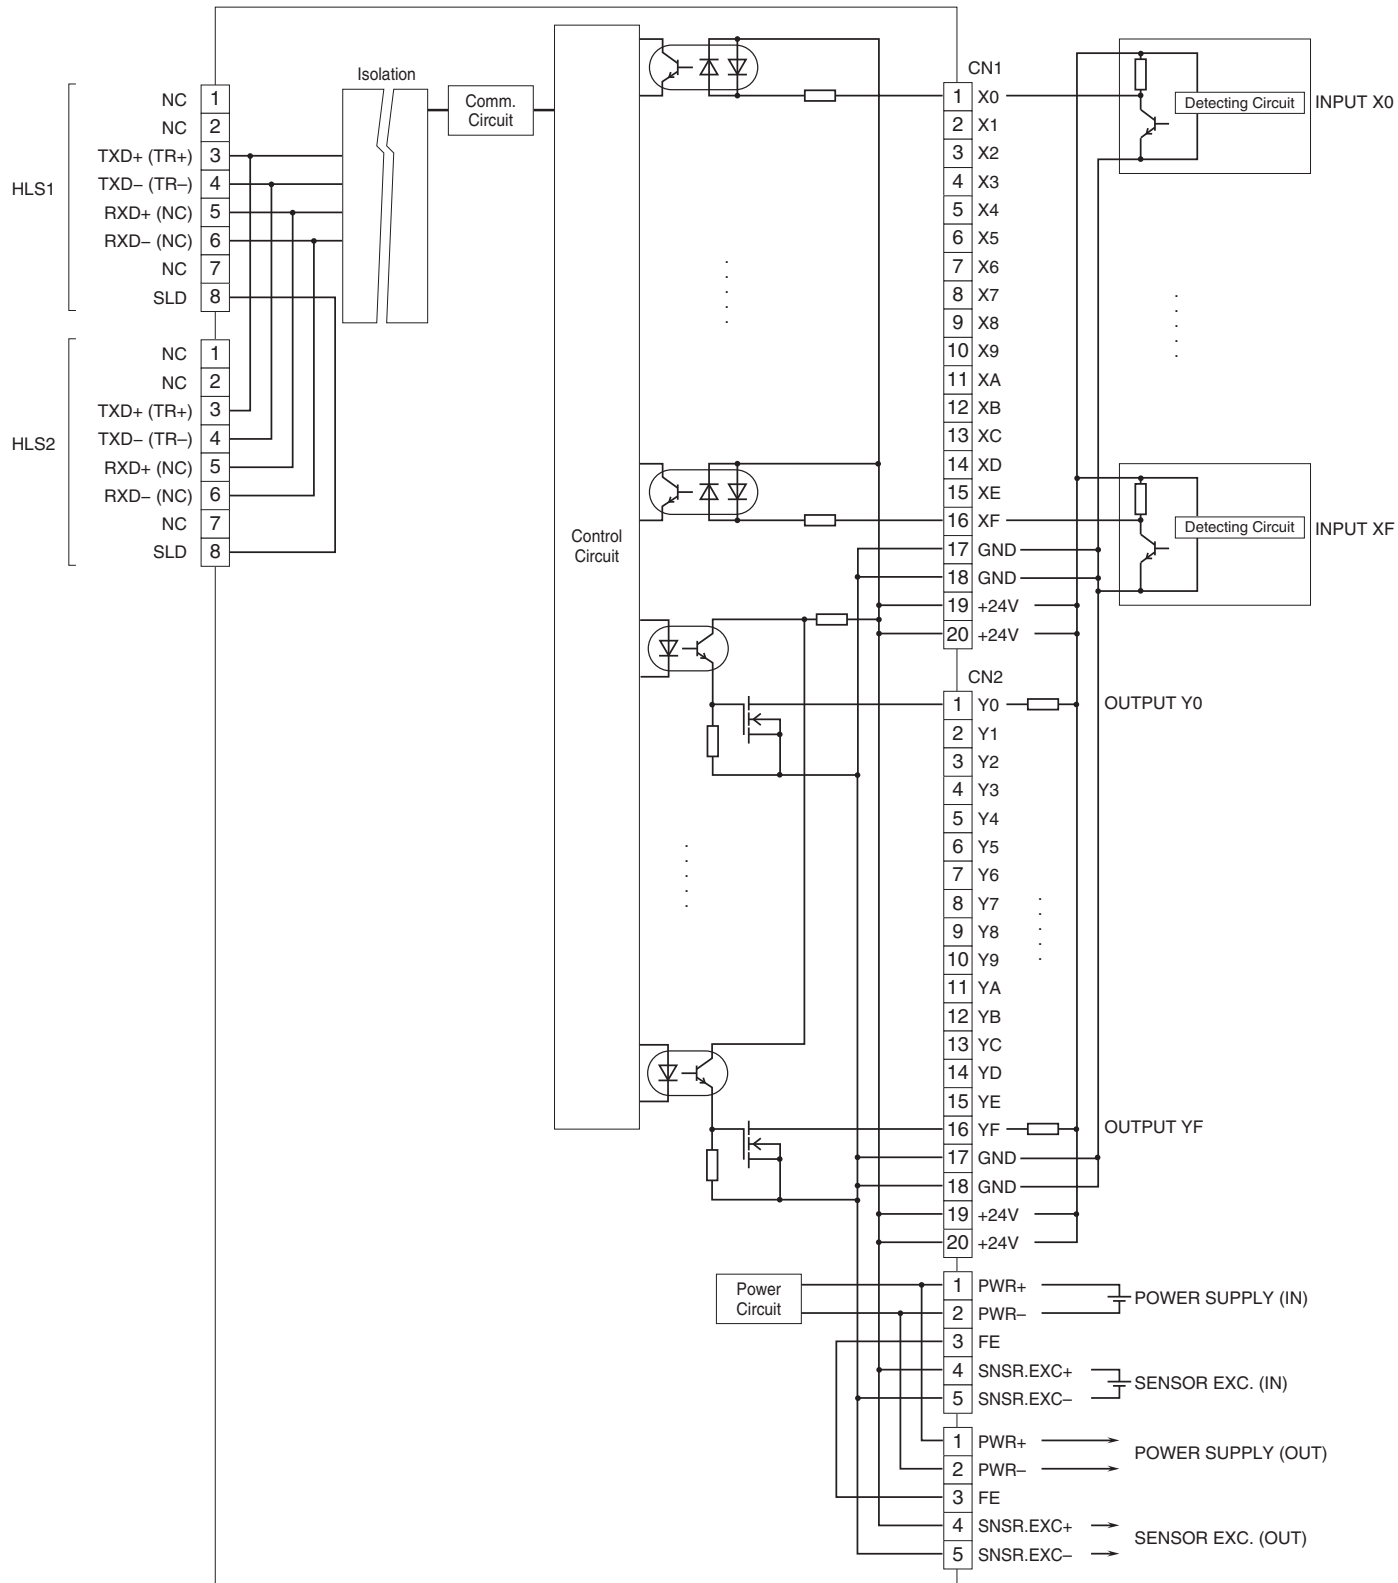 HLS1
NC 1
NC 2
TXD+ (TR+) 3
TXD– (TR–) 4
RXD+ (NC) 5
RXD– (NC) 6
NC 7
SLD 8
HLS2
NC 1
NC 2
TXD+ (TR+) 3
TXD– (TR–) 4
RXD+ (NC) 5
RXD– (NC) 6
NC 7
SLD 8
Isolation
Comm.
Circuit
Control
Circuit
CN1
1 X0
2 X1
3 X2
4 X3
5 X4
6 X5
7 X6
8 X7
9 X8
10 X9
11 XA
12 XB
13 XC
14 XD
15 XE
16 XF
17 GND
18 GND
19 +24V
20 +24V
Detecting Circuit
INPUT X0
Detecting Circuit
INPUT XF
CN2
1 Y0
2 Y1
3 Y2
4 Y3
5 Y4
6 Y5
7 Y6
8 Y7
9 Y8
10 Y9
11 YA
12 YB
13 YC
14 YD
15 YE
16 YF
17 GND
18 GND
19 +24V
20 +24V
OUTPUT Y0
OUTPUT YF
Power
Circuit
1 PWR+
2 PWR–
3 FE
4 SNSR.EXC+
5 SNSR.EXC–
POWER SUPPLY (IN)
SENSOR EXC. (IN)
1 PWR+
2 PWR–
3 FE
4 SNSR.EXC+
5 SNSR.EXC–
POWER SUPPLY (OUT)
SENSOR EXC. (OUT)